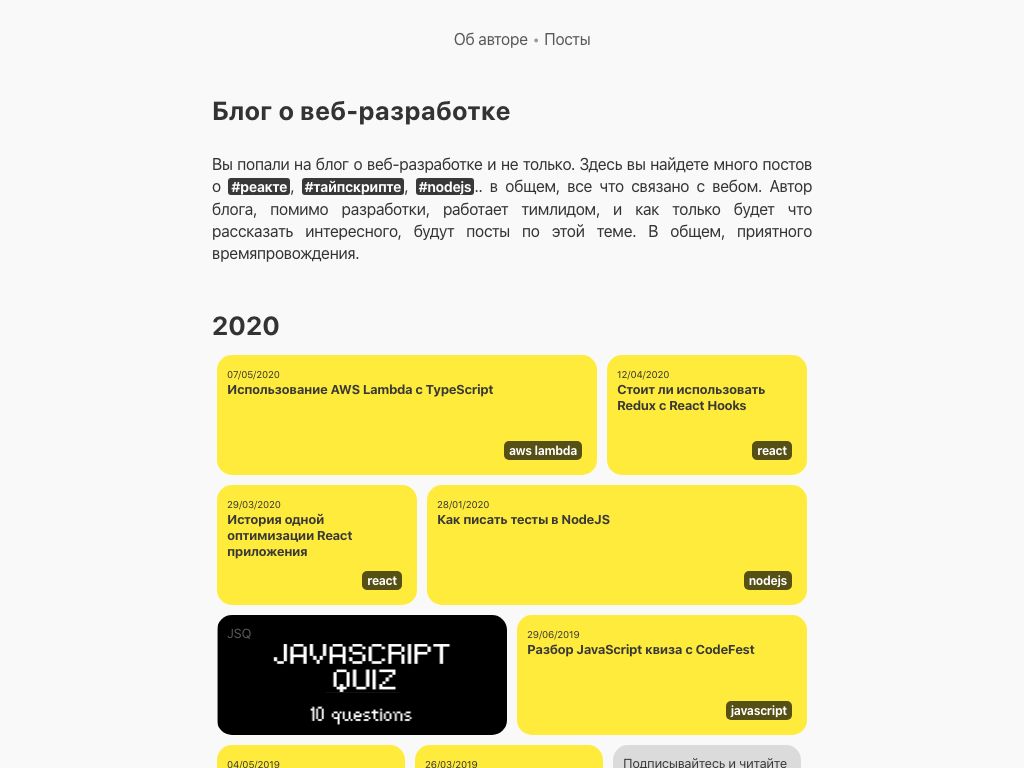 Об авторе • Посты
Блог о веб-разработке
Вы попали на блог о веб-разработке и не только. Здесь вы найдете много постов
о #реакте, #тайпскрипте, #nodejs.. в общем, все что связано с вебом. Автор
блога, помимо разработки, работает тимлидом, и как только будет что
рассказать интересного, будут посты по этой теме. В общем, приятного
времяпровождения.
2020
07/05/2020
Использование AWS Lambda с TypeScript
aws lambda
12/04/2020
Стоит ли использовать
Redux с React Hooks
react
29/03/2020
История одной
оптимизации React
приложения
react
28/01/2020
Как писать тесты в NodeJS
nodejs
JSQ
JAVASCRIPT
QUIZ
10 questions
29/06/2019
Разбор JavaScript квиза с CodeFest
javascript
04/05/2019
26/03/2019
Подписывайтесь и читайте